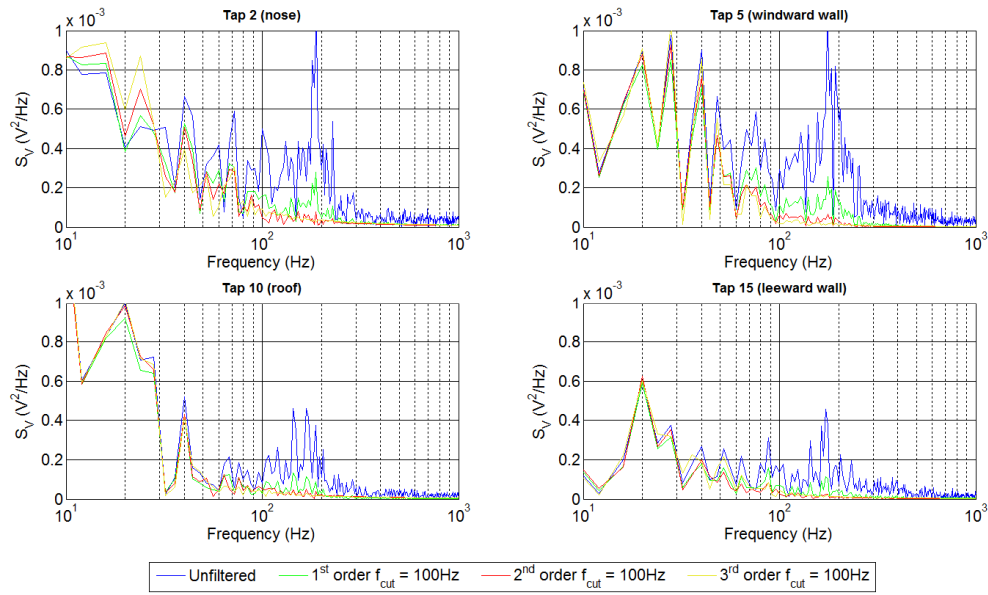 Tap 2 (nose)
1 x 10^-3
0.8
0.6
0.4
0.2
0
S_V (V^2/Hz)
10^1 10^2 10^3
Frequency (Hz)
Tap 5 (windward wall)
1 x 10^-3
0.8
0.6
0.4
0.2
0
S_V (V^2/Hz)
10^1 10^2 10^3
Frequency (Hz)
Tap 10 (roof)
1 x 10^-3
0.8
0.6
0.4
0.2
0
S_V (V^2/Hz)
10^1 10^2 10^3
Frequency (Hz)
Tap 15 (leeward wall)
1 x 10^-3
0.8
0.6
0.4
0.2
0
S_V (V^2/Hz)
10^1 10^2 10^3
Frequency (Hz)
Unfiltered 1^st order f_cut = 100Hz 2^nd order f_cut = 100Hz 3^rd order f_cut = 100Hz